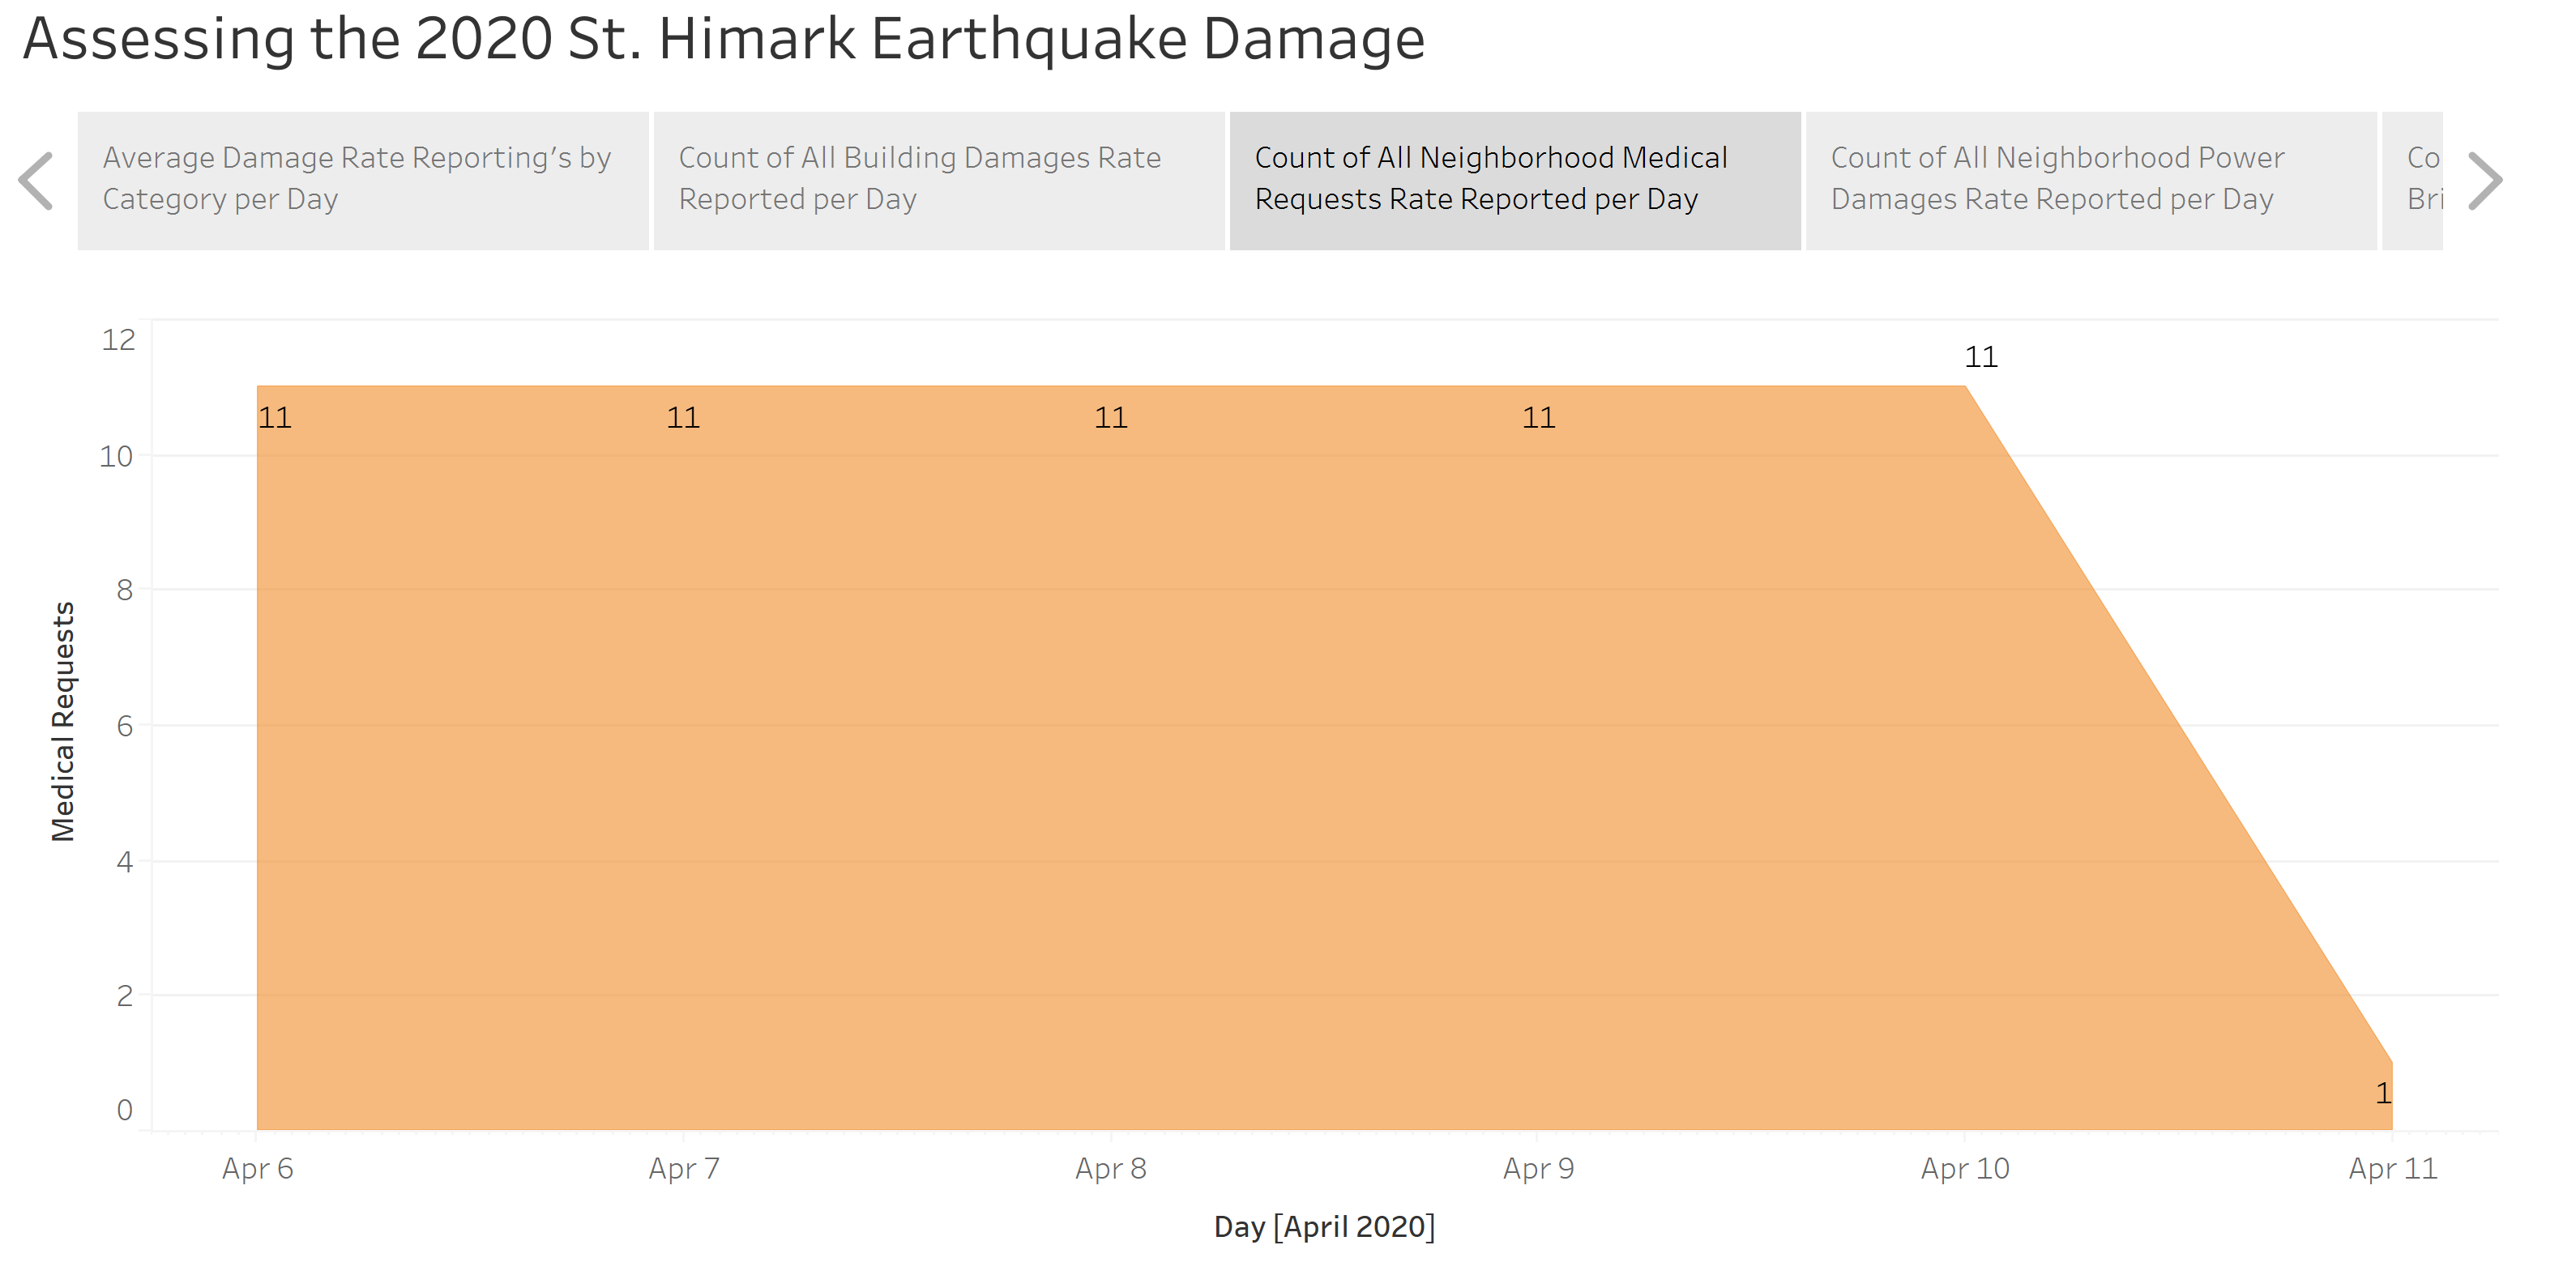 Assessing the 2020 St. Himark Earthquake Damage
Average Damage Rate Reporting's by
Category per Day
Count of All Building Damages Rate
Reported per Day
Count of All Neighborhood Medical
Requests Rate Reported per Day
Count of All Neighborhood Power
Damages Rate Reported per Day
Co
Bri
Medical Requests
12
10
8
6
4
2
0
11
11
11
11
11
1
Apr 6
Apr 7
Apr 8
Apr 9
Apr 10
Apr 11
Day [April 2020]